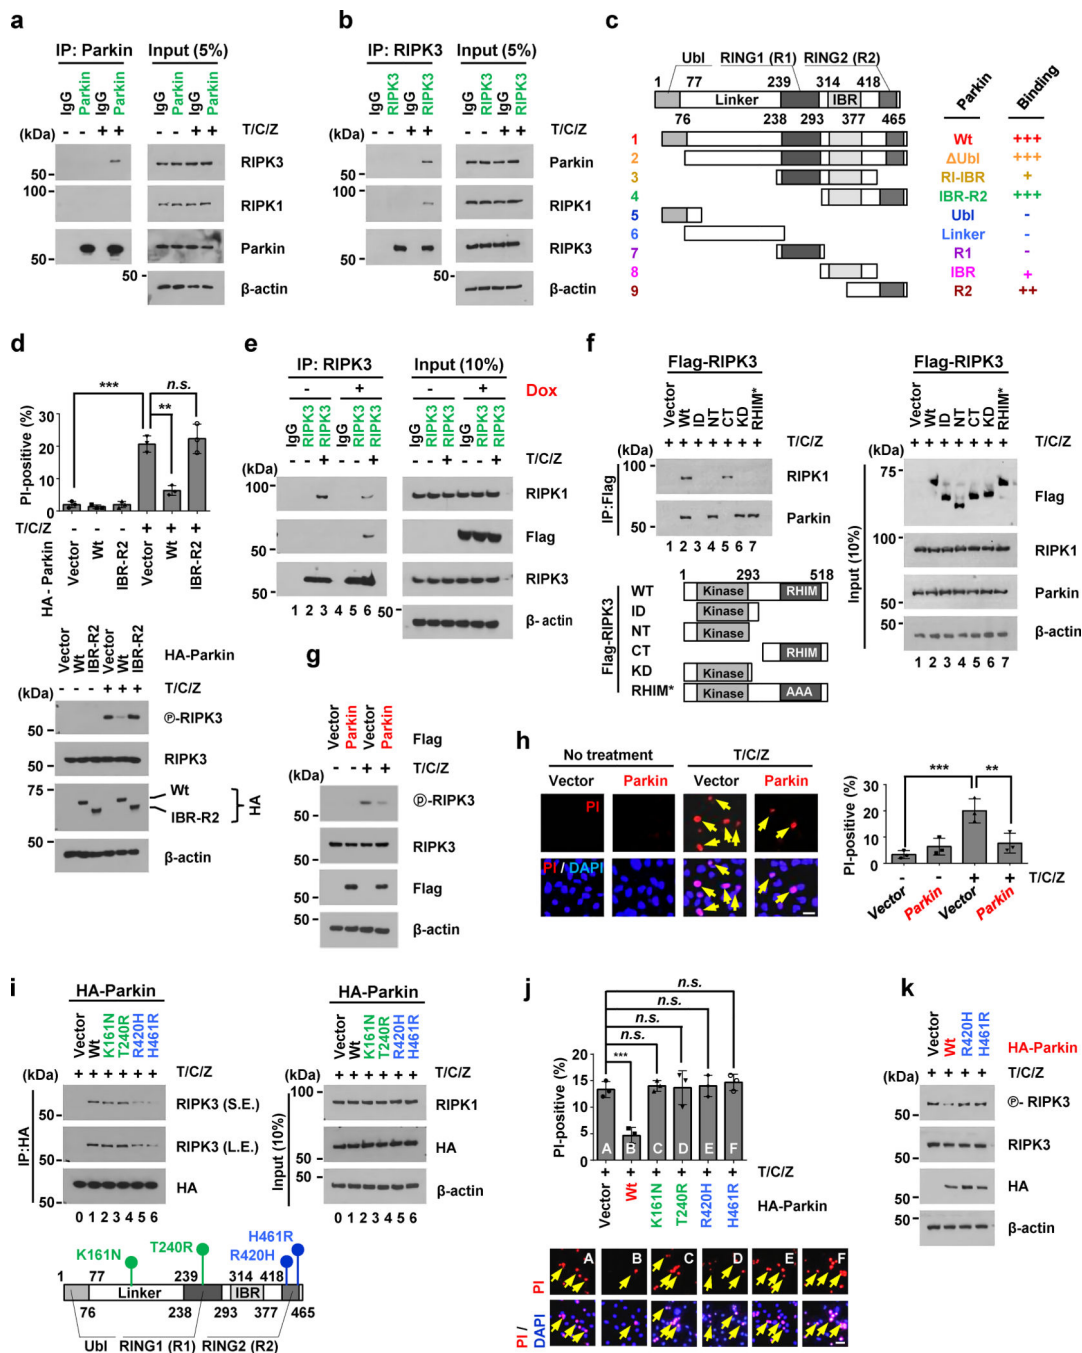 a
IP: Parkin Input (5%)
IgG Parkin IgG Parkin IgG Parkin IgG Parkin
(kDa) - - + + - - + + T/C/Z
50 RIPK3
100 RIPK1
50 Parkin
50 β-actin
b
IP: RIPK3 Input (5%)
IgG RIPK3 IgG RIPK3 IgG RIPK3 IgG RIPK3
(kDa) - - + + - - + + T/C/Z
50 Parkin
100 RIPK1
50 RIPK3
50 β-actin
c
Ubl RING1 (R1) RING2 (R2)
1 77 239 314 418
Linker IBR
76 238 293 377 465
Parkin Binding
1 Wt +++
2 ΔUbl +++
3 RI-IBR +
4 IBR-R2 +++
5 Ubl -
6 Linker -
7 R1 -
8 IBR +
9 R2 ++
d
PI-positive (%)
30
20
10
0
*** ** n.s.
T/C/Z - - - + + +
HA - Parkin Vector Wt IBR-R2 Vector Wt IBR-R2
Vector Wt IBR-R2 Vector Wt IBR-R2 HA-Parkin
(kDa) - - - + + + T/C/Z
50 Ⓟ-RIPK3
50 RIPK3
75 Wt
IBR-R2
HA
50 β-actin
e
IP: RIPK3 Input (10%)
- + - + Dox
IgG RIPK3 RIPK3 IgG RIPK3 RIPK3 IgG RIPK3 RIPK3 IgG RIPK3 RIPK3
(kDa) - - + - - + - - + - - + T/C/Z
100 RIPK1
50 Flag
50 RIPK3
1 2 3 4 5 6
50 β- actin
f
Flag-RIPK3
Vector Wt ID NT CT KD RHIM*
(kDa) + + + + + + + T/C/Z
IP:Flag
100 RIPK1
50 Parkin
1 2 3 4 5 6 7
1 293 518
Flag-RIPK3
WT Kinase RHIM
ID Kinase
NT Kinase
CT RHIM
KD Kinase
RHIM* Kinase AAA
Flag-RIPK3
Vector Wt ID NT CT KD RHIM*
(kDa) + + + + + + + T/C/Z
Input (10%)
75 Flag
100 RIPK1
50 Parkin
50 β-actin
1 2 3 4 5 6 7
g
Vector Parkin Vector Parkin Flag
(kDa) - - + + T/C/Z
50 Ⓟ-RIPK3
50 RIPK3
50 Flag
50 β-actin
h
No treatment T/C/Z
Vector Parkin Vector Parkin
PI
PI / DAPI
PI-positive (%)
30
20
10
0
*** **
- - + + T/C/Z
Vector Parkin Vector Parkin
i
HA-Parkin
Vector Wt K161N T240R R420H H461R
(kDa) + + + + + + T/C/Z
IP:HA
50 RIPK3 (S.E.)
50 RIPK3 (L.E.)
50 HA
0 1 2 3 4 5 6
HA-Parkin
Vector Wt K161N T240R R420H H461R
(kDa) + + + + + + T/C/Z
Input (10%)
100 RIPK1
50 HA
50 β-actin
0 1 2 3 4 5 6
K161N T240R R420H H461R
1 77 239 314 418
Linker IBR
76 238 293 377 465
Ubl RING1 (R1) RING2 (R2)
j
n.s.
n.s.
n.s.
n.s.
***
PI-positive (%)
20
15
10
5
0
A B C D E F
+ + + + + + T/C/Z
Vector Wt K161N T240R R420H H461R HA-Parkin
A B C D E F
PI
PI / DAPI
k
Vector Wt R420H H461R HA-Parkin
(kDa) + + + + T/C/Z
50 Ⓟ- RIPK3
50 RIPK3
50 HA
50 β-actin